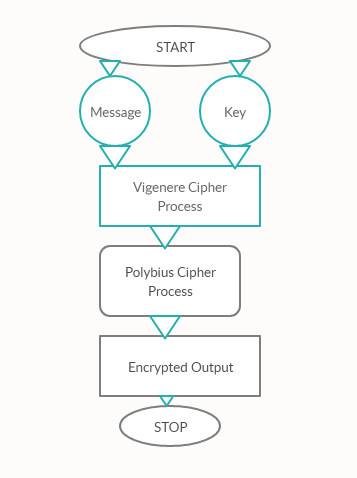 START
Message
Key
Vigenere Cipher
Process
Polybius Cipher
Process
Encrypted Output
STOP